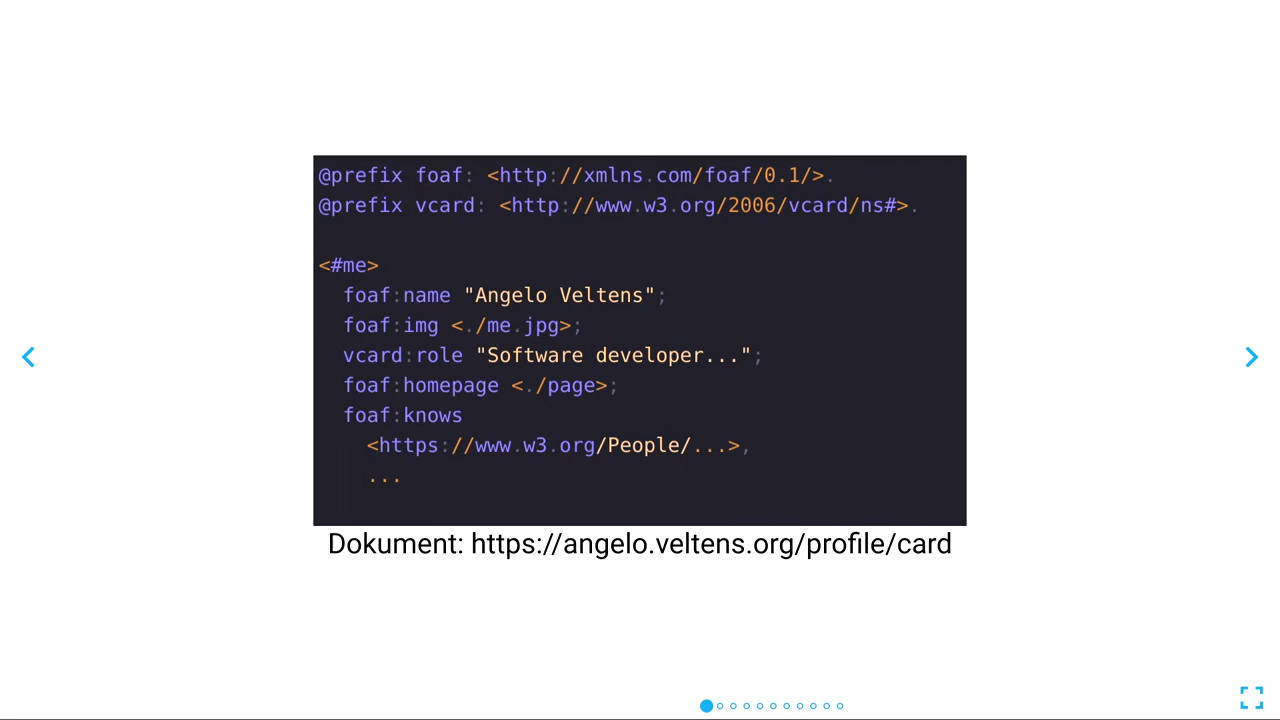 @prefix foaf: <http://xmlns.com/foaf/0.1/>.
@prefix vcard: <http://www.w3.org/2006/vcard/ns#>.
<#me>
foaf:name "Angelo Veltens";
foaf:img <./me.jpg>;
vcard:role "Software developer...";
foaf:homepage <./page>;
foaf:knows
<https://www.w3.org/People/...>,
...
Dokument: https://angelo.veltens.org/profile/card